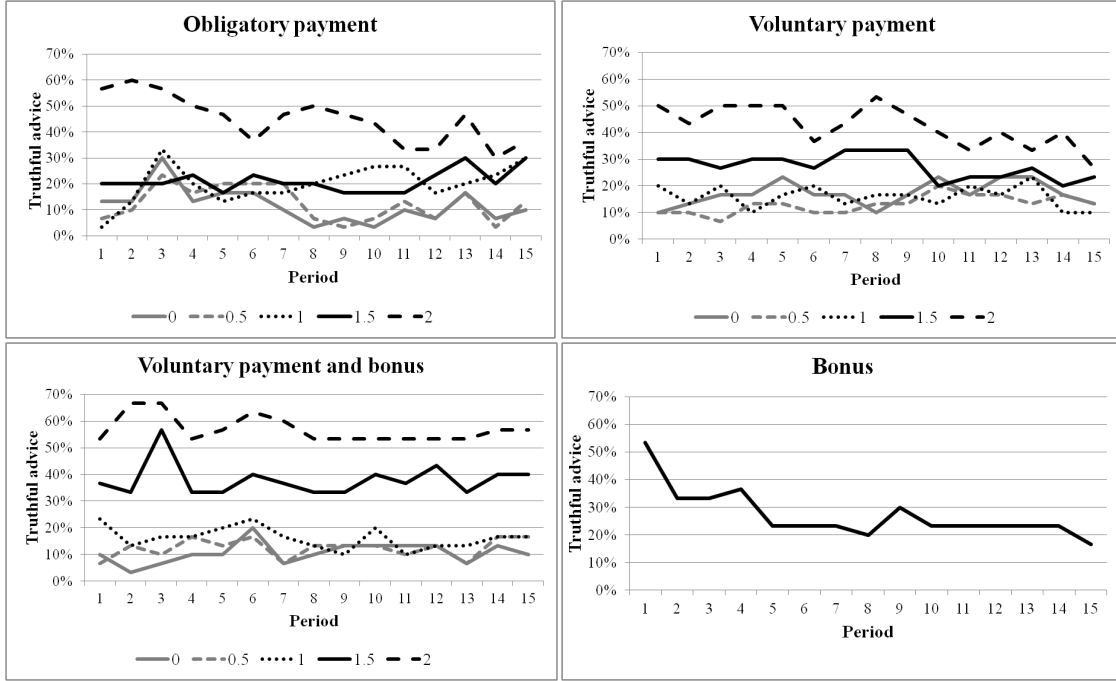 Obligatory payment
Truthful advice
70%
60%
50%
40%
30%
20%
10%
0%
1 2 3 4 5 6 7 8 9 10 11 12 13 14 15
Period
0 0.5 1 1.5 2
Voluntary payment
Truthful advice
70%
60%
50%
40%
30%
20%
10%
0%
1 2 3 4 5 6 7 8 9 10 11 12 13 14 15
Period
0 0.5 1 1.5 2
Voluntary payment and bonus
Truthful advice
70%
60%
50%
40%
30%
20%
10%
0%
1 2 3 4 5 6 7 8 9 10 11 12 13 14 15
Period
0 0.5 1 1.5 2
Bonus
Truthful advice
70%
60%
50%
40%
30%
20%
10%
0%
1 2 3 4 5 6 7 8 9 10 11 12 13 14 15
Period